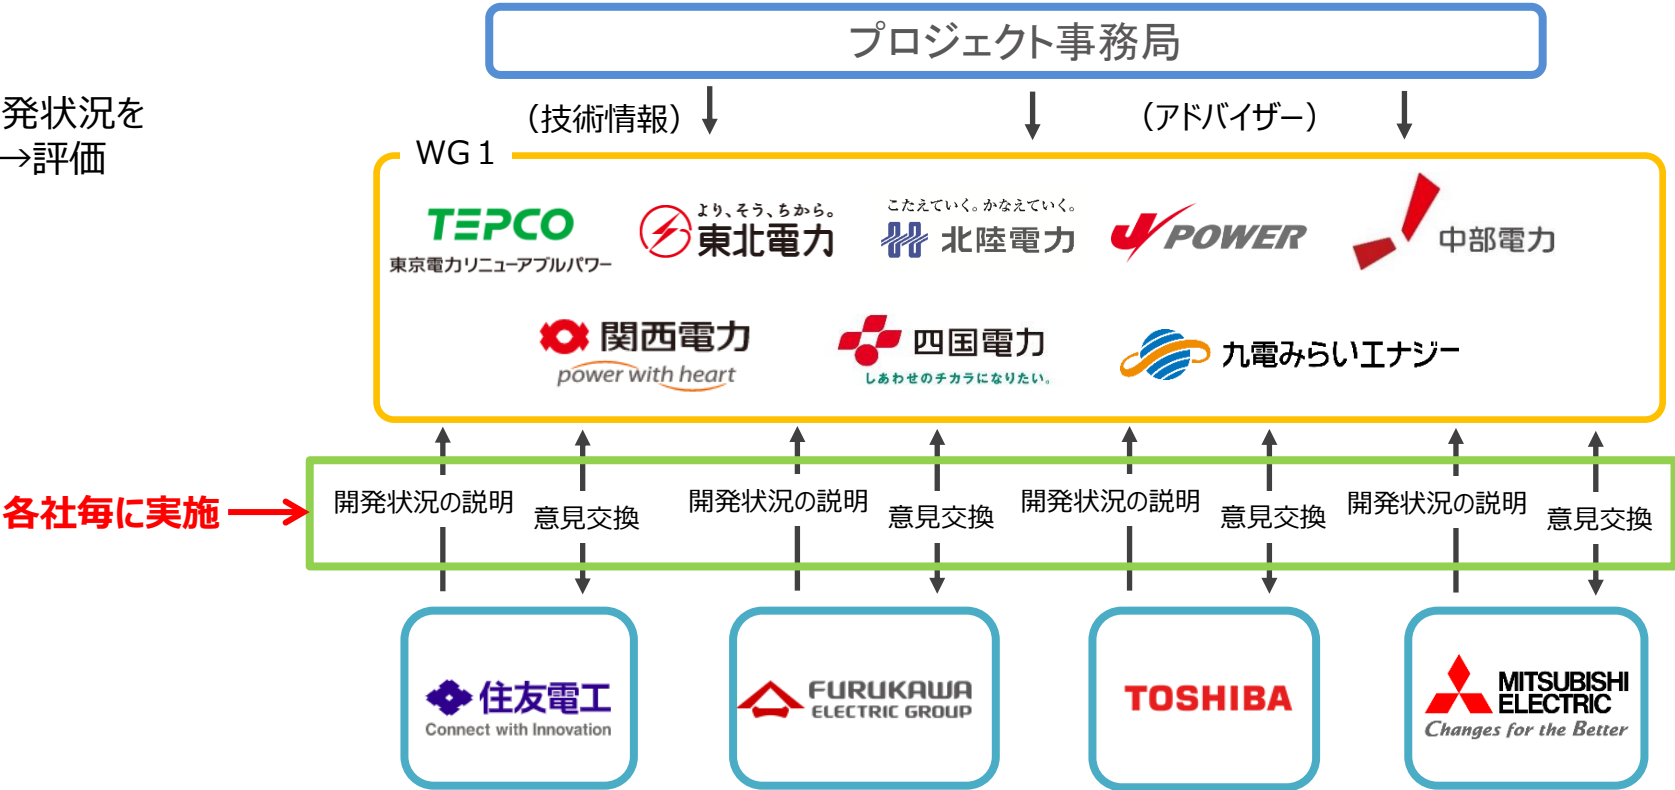 プロジェクト事務局
発状況を
→評価
（技術情報）
（アドバイザー）
WG１
TEPCO
東京電力リニューアブルパワー
より、そう、ちから。
東北電力
こたえていく。かなえていく。
北陸電力
J POWER
中部電力
関西電力
power with heart
四国電力
しあわせのチカラになりたい。
九電みらいエナジー
各社毎に実施
開発状況の説明
意見交換
開発状況の説明
意見交換
開発状況の説明
意見交換
開発状況の説明
意見交換
住友電工
Connect with Innovation
FURUKAWA
ELECTRIC GROUP
TOSHIBA
MITSUBISHI
ELECTRIC
Changes for the Better